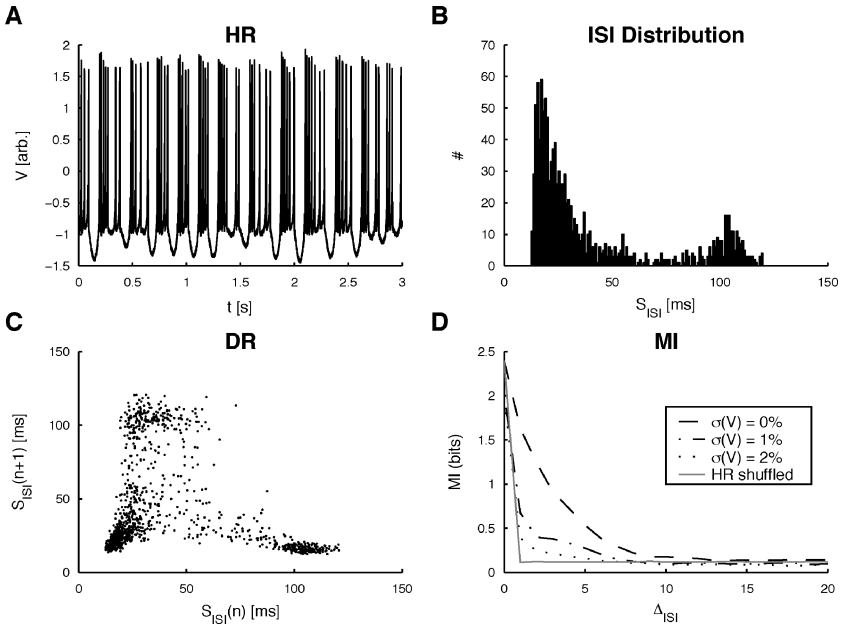 A
HR
2
1.5
1
0.5
0
−0.5
−1
−1.5
V [arb.]
0 0.5 1 1.5 2 2.5 3
t [s]
B
ISI Distribution
70
60
50
40
30
20
10
0
#
0 50 100 150
S_ISI [ms]
C
DR
150
100
50
0
S_ISI(n+1) [ms]
0 50 100 150
S_ISI(n) [ms]
D
MI
2.5
2
1.5
1
0.5
0
MI (bits)
σ(V) = 0%
σ(V) = 1%
σ(V) = 2%
HR shuffled
0 5 10 15 20
Δ_ISI